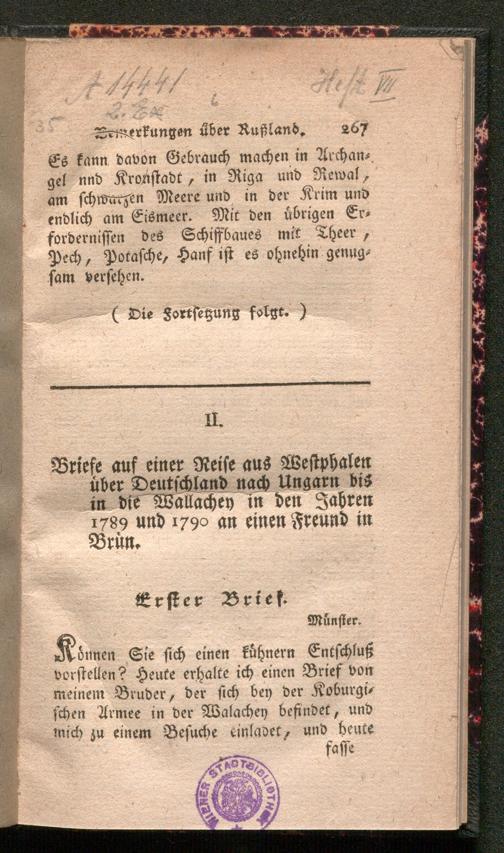 A 14441 Heft VII
2. Ex
35
Bemerkungen über Rußland. 267
Es kann davon Gebrauch machen in Archan-
gel nnd Kronstadt, in Riga und Rewal,
am schwarzen Meere und in der Krim und
endlich am Eismeer. Mit den übrigen Er-
fordernissen des Schiffbaues mit Theer,
Pech, Potasche, Hanf ist es ohnehin genug-
sam versehen.
( Die Fortsetzung folgt. )
II.
Briefe auf einer Reise aus Westphalen
über Deutschland nach Ungarn bis
in die Wallachey in den Jahren
1789 und 1790 an einen Freund in
Brün.
Erster Brief.
Münster.
Können Sie sich einen kühnern Entschluß
vorstellen? Heute erhalte ich einen Brief von
meinem Bruder, der sich bey der Koburgi-
schen Armee in der Walachey befindet, und
mich zu einem Besuche einladet, und heute
fasse
WIENER STADTBIBLIOTHEK